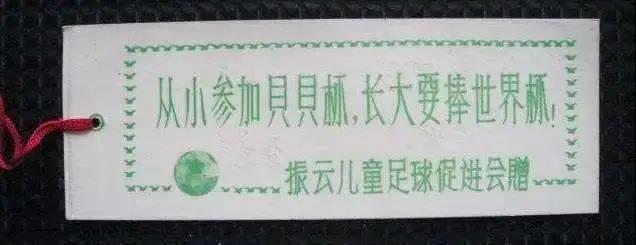 从小参加贝贝杯,长大要捧世界杯!
振云儿童足球促进会赠